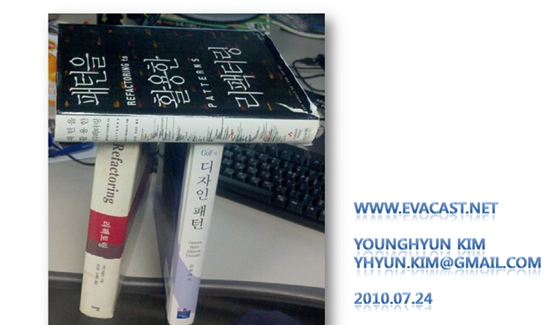 패턴을
REFACTORING to
활용한
PATTERNS
리팩터링
Refactoring
리팩토링
GoF의
디자인 패턴
WWW.EVACAST.NET
YOUNGHYUN KIM
YHYUN.KIM@GMAIL.COM
2010.07.24